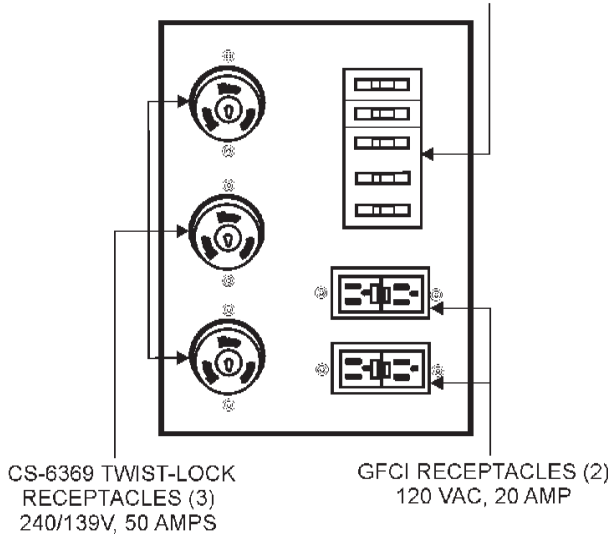 CS-6369 TWIST-LOCK
RECEPTACLES (3)
240/139V, 50 AMPS
GFCI RECEPTACLES (2)
120 VAC, 20 AMP